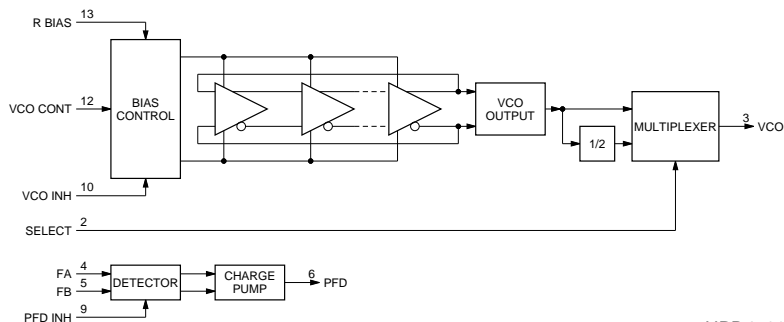 13
R BIAS
12
VCO CONT
BIAS
CONTROL
10
VCO INH
VCO
OUTPUT
1/2
MULTIPLEXER
3
VCO
2
SELECT
4
FA
5
FB
DETECTOR
CHARGE
PUMP
6
PFD
9
PFD INH